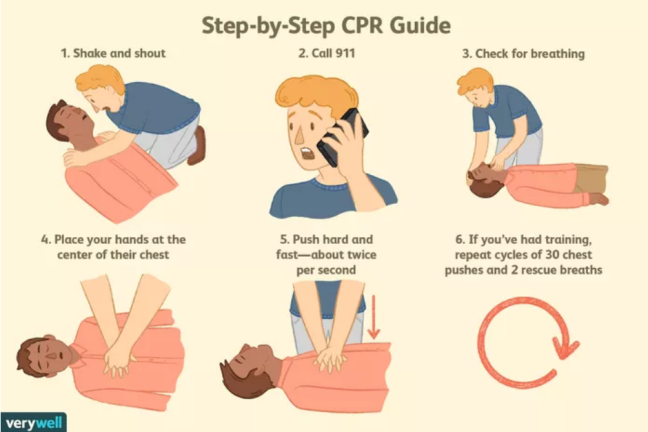 Step-by-Step CPR Guide
1. Shake and shout
2. Call 911
3. Check for breathing
4. Place your hands at the
center of their chest
5. Push hard and
fast—about twice
per second
6. If you've had training,
repeat cycles of 30 chest
pushes and 2 rescue breaths
verywell